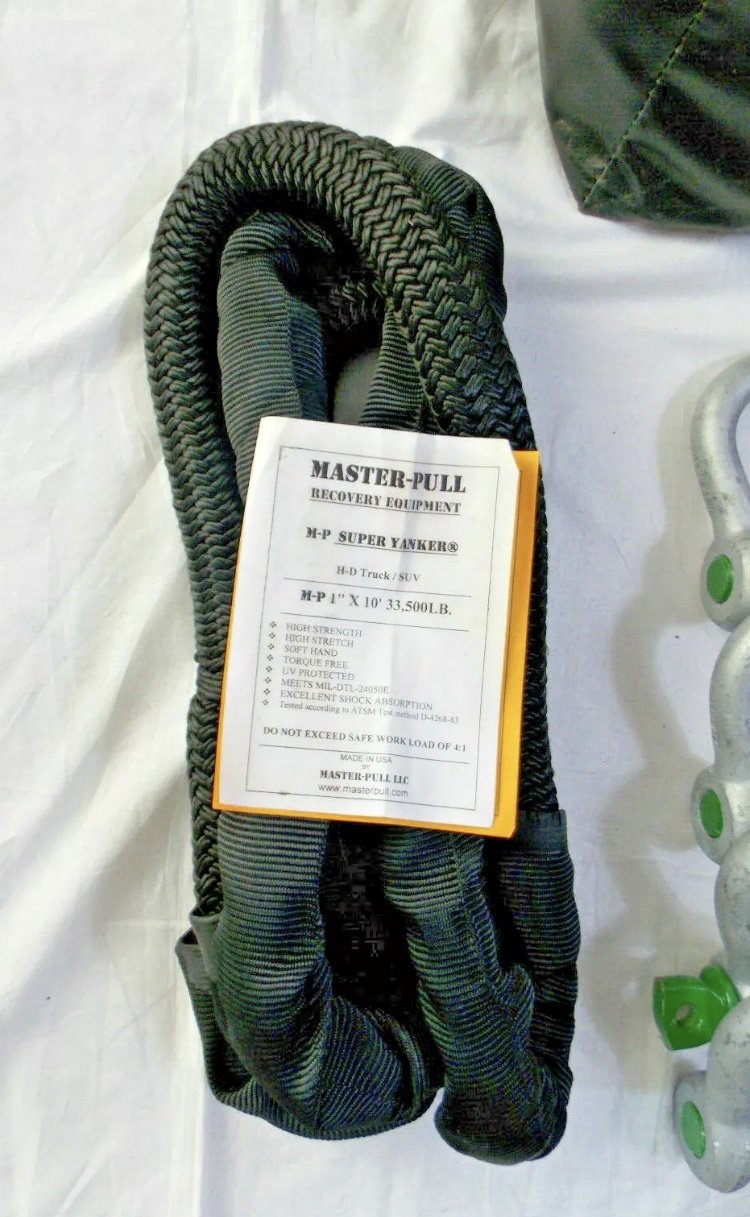 MASTER-PULL
RECOVERY EQUIPMENT
M-P SUPER YANKER®
H-D Truck / SUV
M-P 1" X 10' 33,500LB.
❖ HIGH STRENGTH
❖ HIGH STRETCH
❖ SOFT HAND
❖ TORQUE FREE
❖ UV PROTECTED
❖ MEETS MIL-DTL-24050E
❖ EXCELLENT SHOCK ABSORPTION
❖ Tested according to ATSM Test method D-4268-83
DO NOT EXCEED SAFE WORK LOAD OF 4:1
MADE IN USA
BY
MASTER-PULL LLC
www.masterpull.com